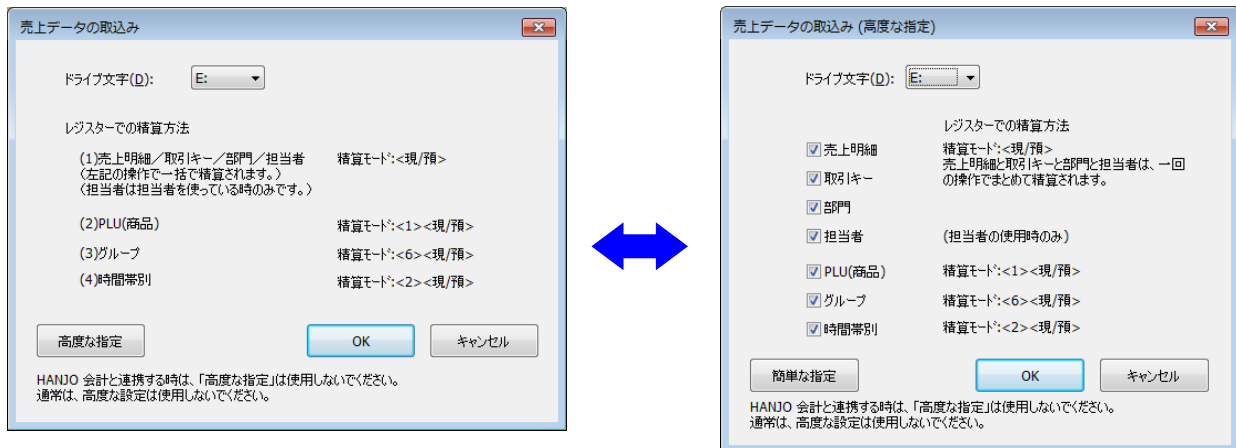 売上データの取込み
ドライブ文字(D): E:
レジスターでの精算方法
(1)売上明細／取引キー／部門／担当者 精算モード:<現/預>
(左記の操作で一括で精算されます。)
(担当者は担当者を使っている時のみです。)
(2)PLU(商品) 精算モード:<1><現/預>
(3)グループ 精算モード:<6><現/預>
(4)時間帯別 精算モード:<2><現/預>
高度な指定 OK キャンセル
HANJO 会計と連携する時は、「高度な指定」は使用しないでください。
通常は、高度な設定は使用しないでください。
売上データの取込み (高度な指定)
ドライブ文字(D): E:
レジスターでの精算方法
売上明細 精算モード:<現/預>
売上明細と取引キーと部門と担当者は、一回
取引キー の操作でまとめて精算されます。
部門
担当者 (担当者の使用時のみ)
PLU(商品) 精算モード:<1><現/預>
グループ 精算モード:<6><現/預>
時間帯別 精算モード:<2><現/預>
簡単な指定 OK キャンセル
HANJO 会計と連携する時は、「高度な指定」は使用しないでください。
通常は、高度な設定は使用しないでください。